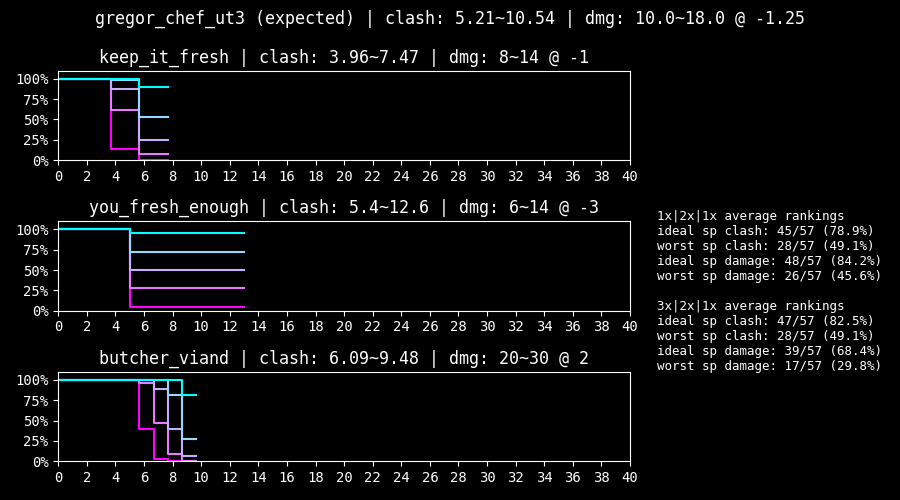 gregor_chef_ut3 (expected) | clash: 5.21~10.54 | dmg: 10.0~18.0 @ -1.25
keep_it_fresh | clash: 3.96~7.47 | dmg: 8~14 @ -1
100%
75%
50%
25%
0%
0 2 4 6 8 10 12 14 16 18 20 22 24 26 28 30 32 34 36 38 40
you_fresh_enough | clash: 5.4~12.6 | dmg: 6~14 @ -3
100%
75%
50%
25%
0%
0 2 4 6 8 10 12 14 16 18 20 22 24 26 28 30 32 34 36 38 40
butcher_viand | clash: 6.09~9.48 | dmg: 20~30 @ 2
100%
75%
50%
25%
0%
0 2 4 6 8 10 12 14 16 18 20 22 24 26 28 30 32 34 36 38 40
1x|2x|1x average rankings
ideal sp clash: 45/57 (78.9%)
worst sp clash: 28/57 (49.1%)
ideal sp damage: 48/57 (84.2%)
worst sp damage: 26/57 (45.6%)
3x|2x|1x average rankings
ideal sp clash: 47/57 (82.5%)
worst sp clash: 28/57 (49.1%)
ideal sp damage: 39/57 (68.4%)
worst sp damage: 17/57 (29.8%)